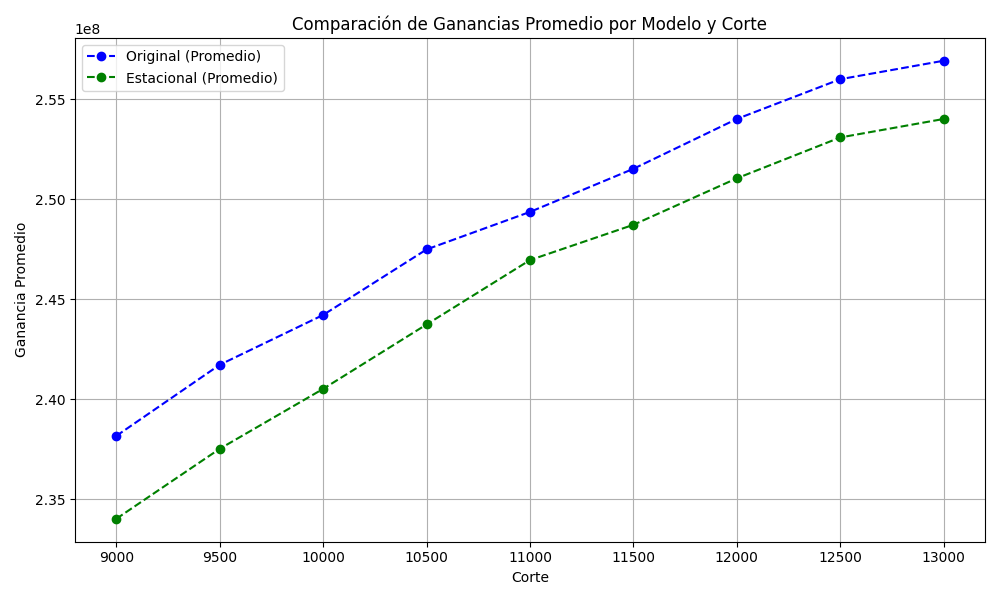 Comparación de Ganancias Promedio por Modelo y Corte
1e8
Original (Promedio)
Estacional (Promedio)
2.55
2.50
2.45
2.40
2.35
Ganancia Promedio
9000 9500 10000 10500 11000 11500 12000 12500 13000
Corte